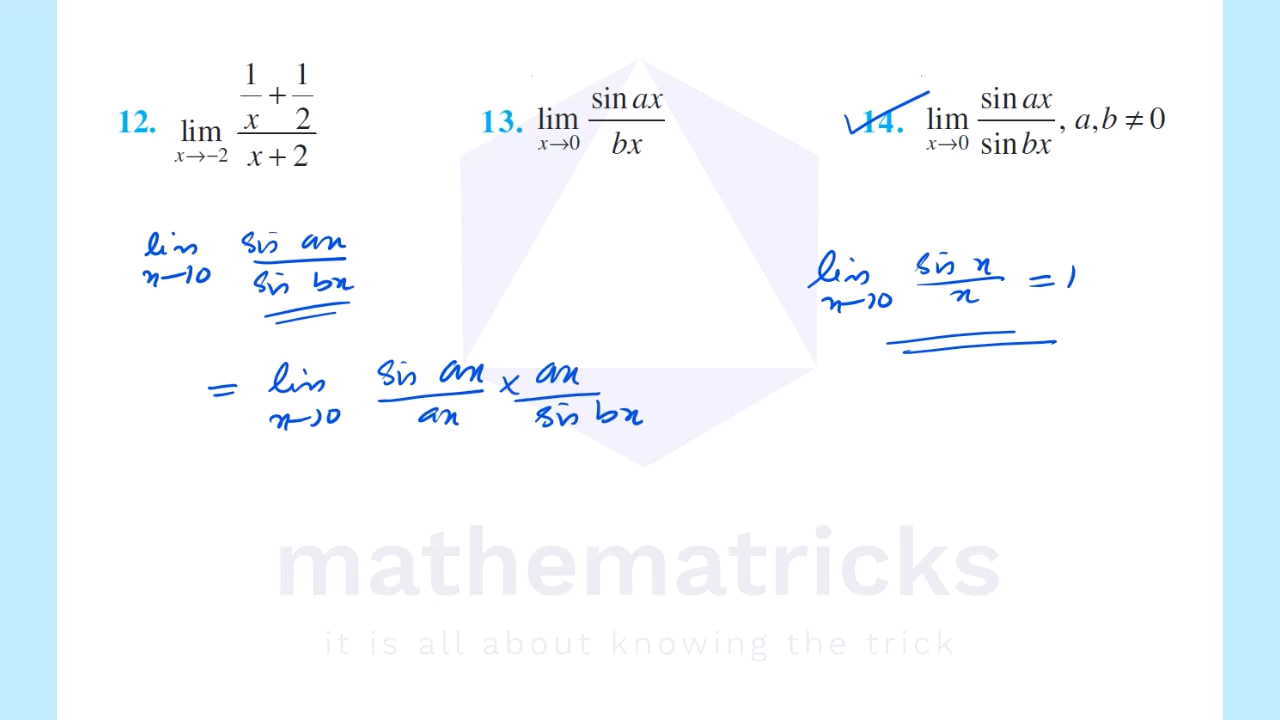 12. lim x→-2 (1/x + 1/2)/(x+2) 13. lim x→0 sin ax/bx 14. lim x→0 sin ax/sin bx, a,b ≠ 0
lim x→0 sin ax/sin bx
lim x→0 sin x/x = 1
= lim x→0 sin ax/ax × ax/sin bx
mathematricks
it is all about knowing the trick